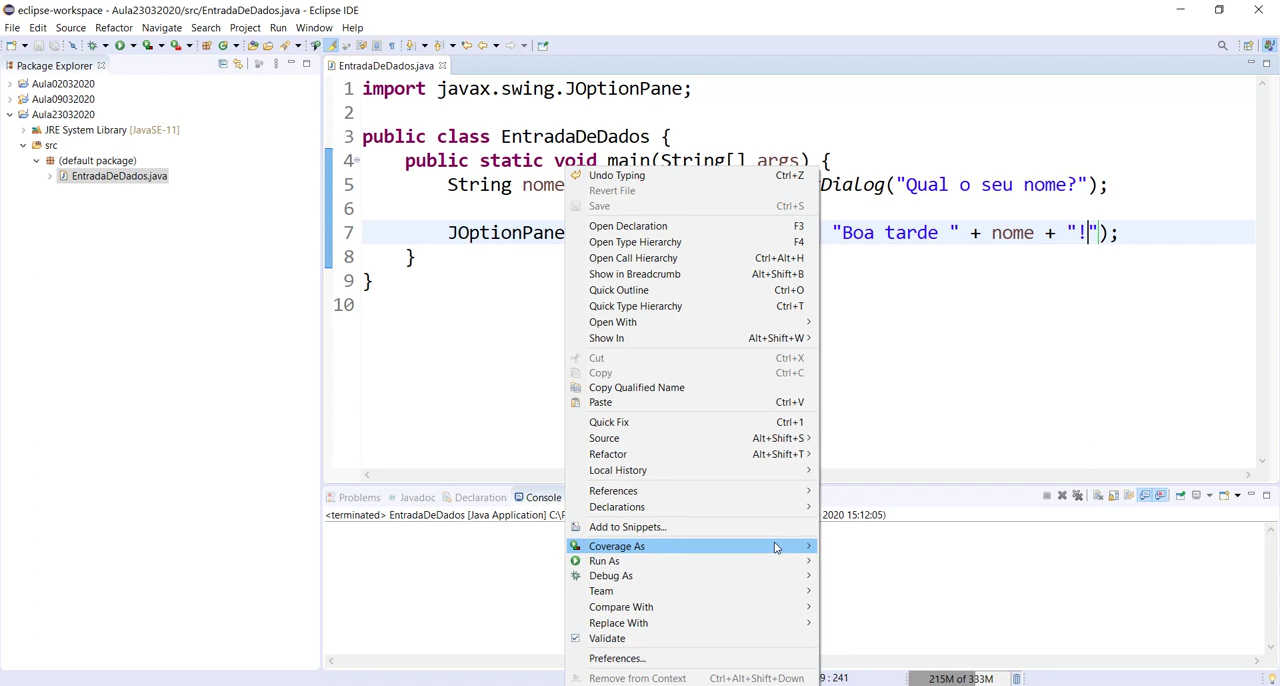 eclipse-workspace - Aula23032020/src/EntradaDeDados.java - Eclipse IDE
File Edit Source Refactor Navigate Search Project Run Window Help
Package Explorer
EntradaDeDados.java
Aula02032020
Aula09032020
Aula23032020
JRE System Library [JavaSE-11]
src
(default package)
EntradaDeDados.java
1 import javax.swing.JOptionPane;
2
3 public class EntradaDeDados {
4 public static void main(String[] args) {
5 String nome Dialog("Qual o seu nome?");
6
7 JOptionPane "Boa tarde " + nome + "!");
8 }
9 }
10
Undo Typing Ctrl+Z
Revert File
Save Ctrl+S
Open Declaration F3
Open Type Hierarchy F4
Open Call Hierarchy Ctrl+Alt+H
Show in Breadcrumb Alt+Shift+B
Quick Outline Ctrl+O
Quick Type Hierarchy Ctrl+T
Open With
Show In Alt+Shift+W
Cut Ctrl+X
Copy Ctrl+C
Copy Qualified Name
Paste Ctrl+V
Quick Fix Ctrl+1
Source Alt+Shift+S
Refactor Alt+Shift+T
Local History
References
Declarations
Add to Snippets...
Coverage As
Run As
Debug As
Team
Compare With
Replace With
Validate
Preferences...
Remove from Context Ctrl+Alt+Shift+Down
Problems Javadoc Declaration Console
<terminated> EntradaDeDados [Java Application] C:\ 2020 15:12:05)
9 : 241
215M of 333M